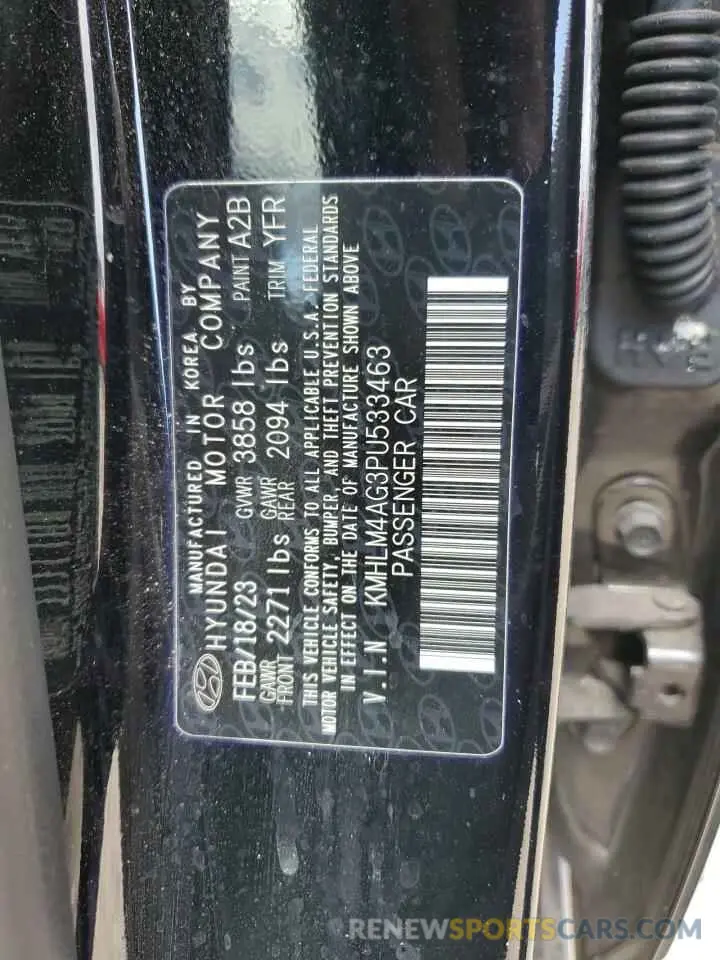 MANUFACTURED IN KOREA BY
HYUNDAI MOTOR COMPANY
FEB/18/23 GVWR 3858 lbs PAINT A2B
GAWR FRONT 2271 lbs GAWR REAR 2094 lbs TRIM YFR
THIS VEHICLE CONFORMS TO ALL APPLICABLE U.S.A. FEDERAL
MOTOR VEHICLE SAFETY, BUMPER, AND THEFT PREVENTION STANDARDS
IN EFFECT ON THE DATE OF MANUFACTURE SHOWN ABOVE
V.I.N KMHLM4AG3PU533463
PASSENGER CAR
RENEWSPORTSCARS.COM